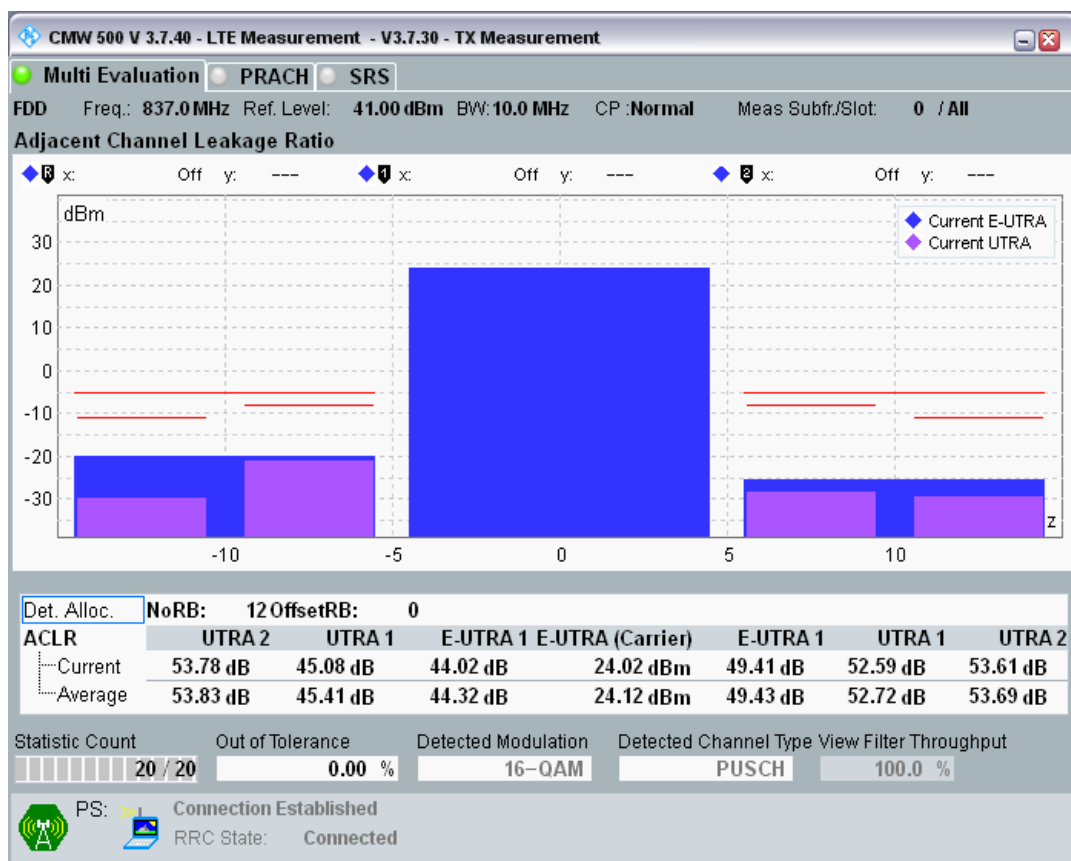 CMW 500 V 3.7.40 - LTE Measurement - V3.7.30 - TX Measurement
Multi Evaluation PRACH SRS
FDD Freq.: 837.0 MHz Ref. Level: 41.00 dBm BW: 10.0 MHz CP :Normal Meas Subfr./Slot: 0 / All
Adjacent Channel Leakage Ratio
R x: Off y: --- 1 x: Off y: --- 2 x: Off y: ---
dBm
Current E-UTRA
Current UTRA
30
20
10
0
-10
-20
-30
z
-10 -5 0 5 10
Det. Alloc. NoRB: 12 OffsetRB: 0
ACLR UTRA 2 UTRA 1 E-UTRA 1 E-UTRA (Carrier) E-UTRA 1 UTRA 1 UTRA 2
Current 53.78 dB 45.08 dB 44.02 dB 24.02 dBm 49.41 dB 52.59 dB 53.61 dB
Average 53.83 dB 45.41 dB 44.32 dB 24.12 dBm 49.43 dB 52.72 dB 53.69 dB
Statistic Count Out of Tolerance Detected Modulation Detected Channel Type View Filter Throughput
20 / 20 0.00 % 16-QAM PUSCH 100.0 %
PS: Connection Established
RRC State: Connected